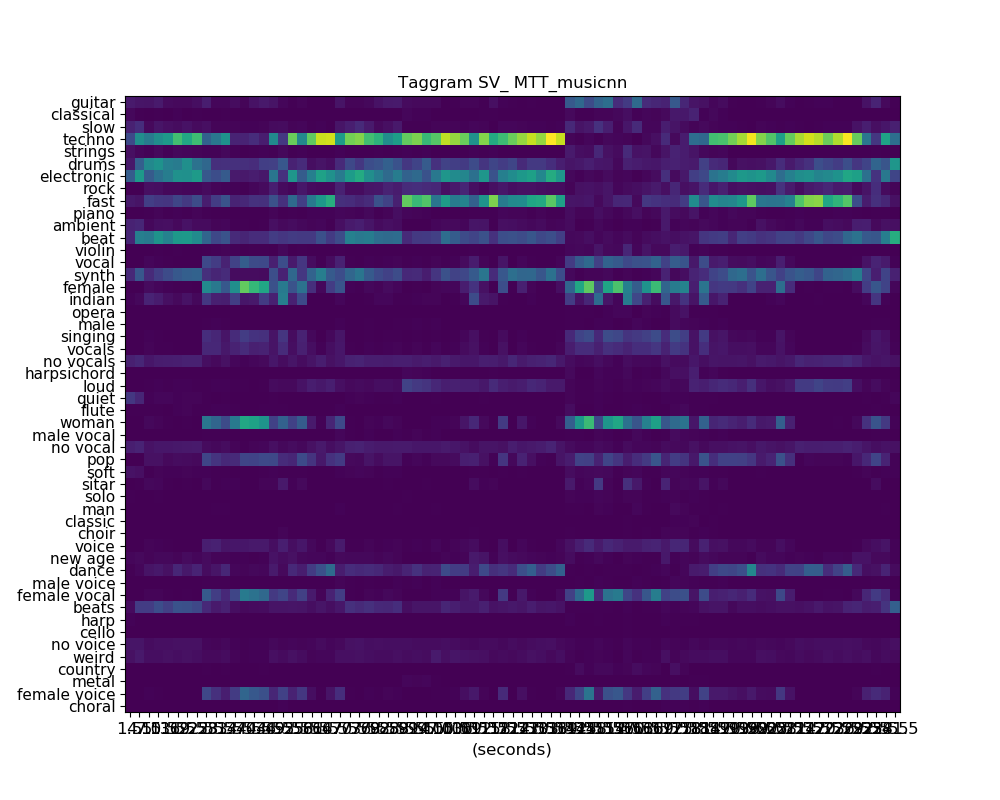 Taggram SV_ MTT_musicnn
guitar
classical
slow
techno
strings
drums
electronic
rock
fast
piano
ambient
beat
violin
vocal
synth
female
indian
opera
male
singing
vocals
no vocals
harpsichord
loud
quiet
flute
woman
male vocal
no vocal
pop
soft
sitar
solo
man
classic
choir
voice
new age
dance
male voice
female vocal
beats
harp
cello
no voice
weird
country
metal
female voice
choral
(seconds)